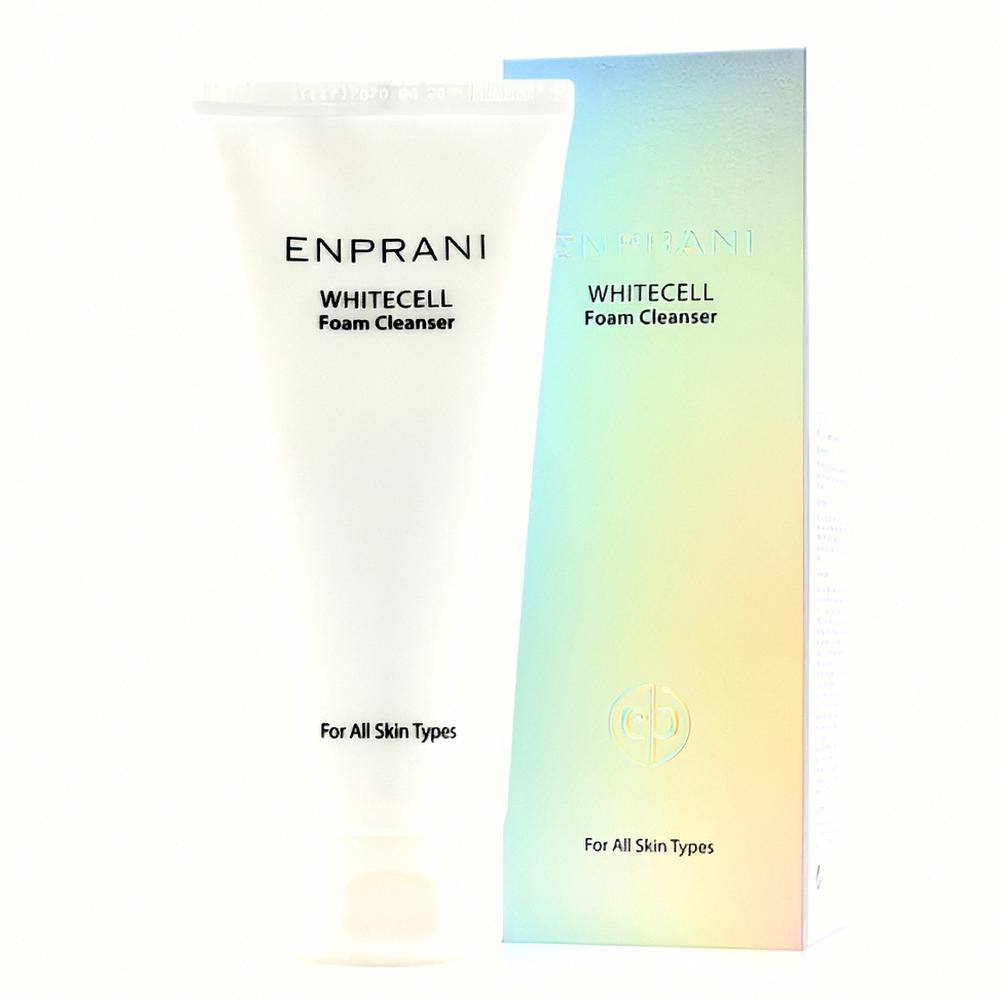 ENPRANI
WHITECELL
Foam Cleanser
For All Skin Types
ENPRANI
WHITECELL
Foam Cleanser
For All Skin Types